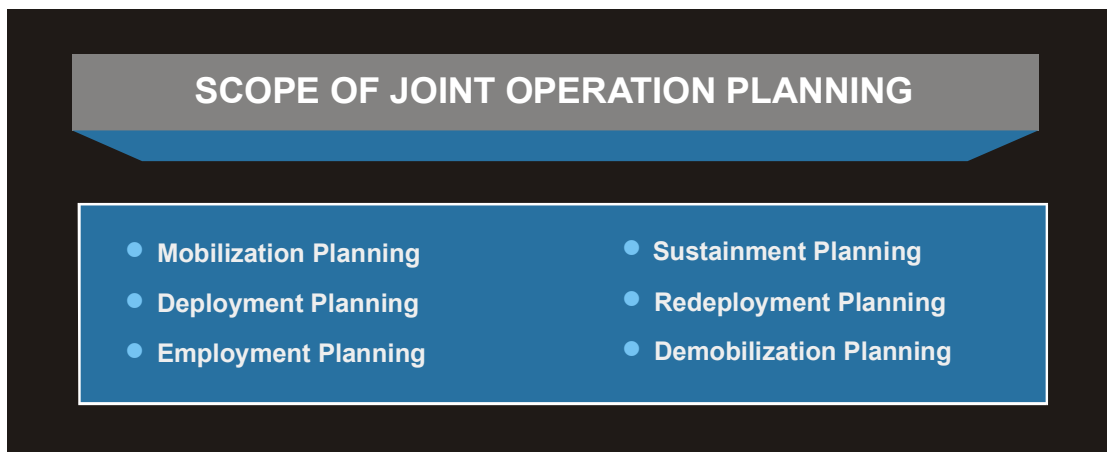 SCOPE OF JOINT OPERATION PLANNING
Mobilization Planning
Deployment Planning
Employment Planning
Sustainment Planning
Redeployment Planning
Demobilization Planning